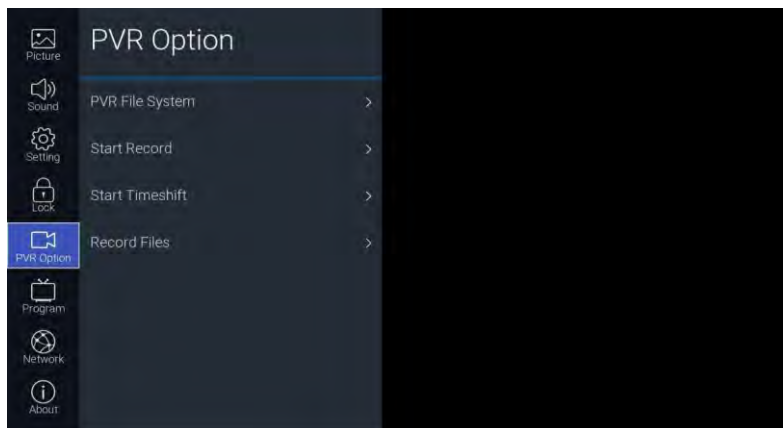 Picture
Sound
Setting
Lock
PVR Option
Program
Network
About
PVR Option
PVR File System
Start Record
Start Timeshift
Record Files